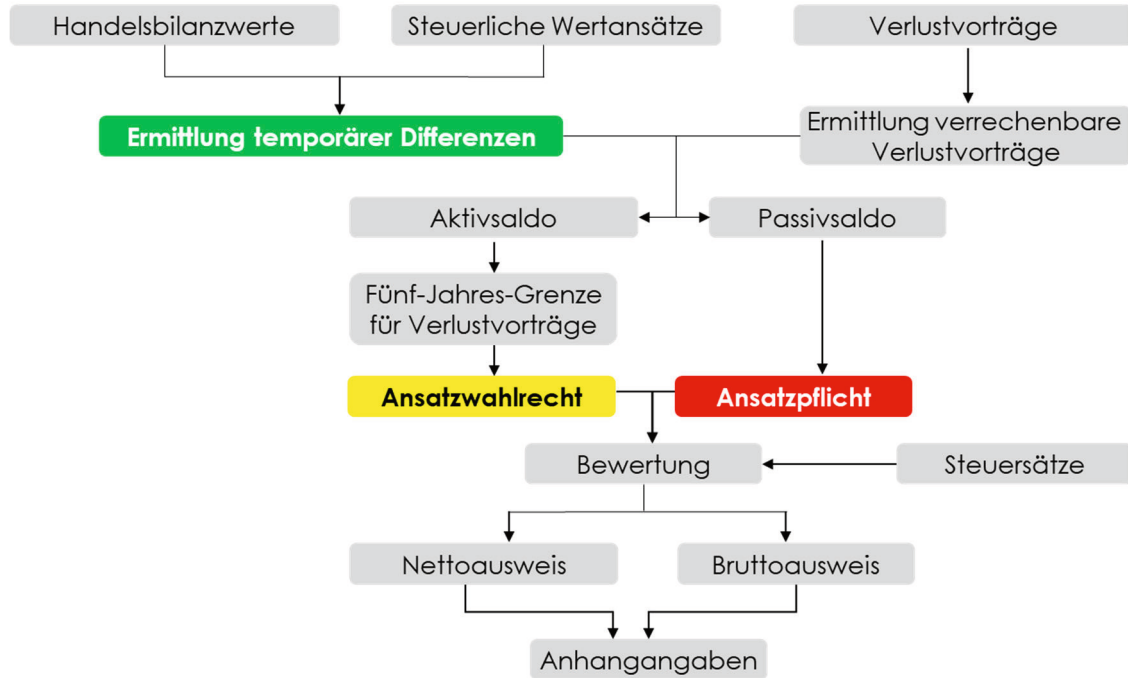 Handelsbilanzwerte
Steuerliche Wertansätze
Verlustvorträge
Ermittlung temporärer Differenzen
Ermittlung verrechenbare
Verlustvorträge
Aktivsaldo
Passivsaldo
Fünf-Jahres-Grenze
für Verlustvorträge
Ansatzwahlrecht
Ansatzpflicht
Bewertung
Steuersätze
Nettoausweis
Bruttoausweis
Anhangangaben